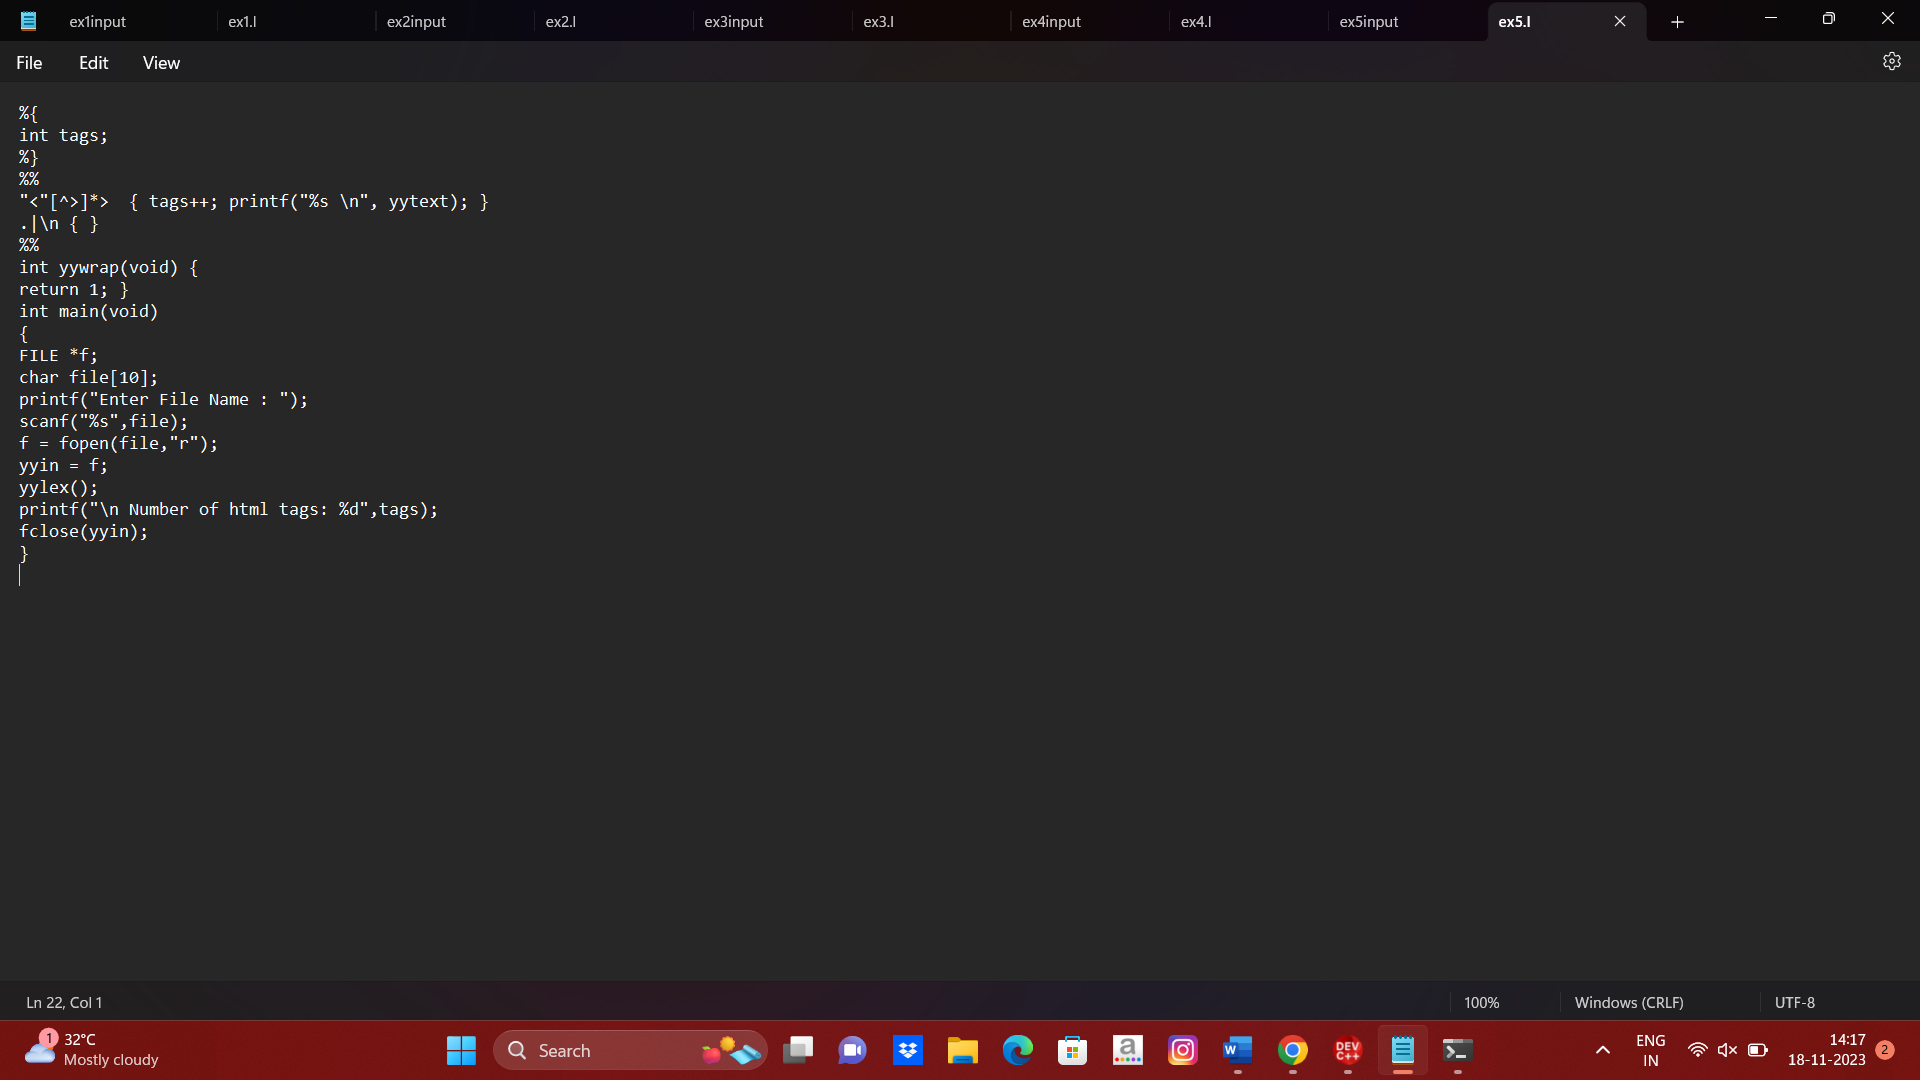 ex1input ex1.l ex2input ex2.l ex3input ex3.l ex4input ex4.l ex5input ex5.l
File Edit View
%{
int tags;
%}
%%
"<"[^>]*>  { tags++; printf("%s \n", yytext); }
.|\n { }
%%
int yywrap(void) {
return 1; }
int main(void)
{
FILE *f;
char file[10];
printf("Enter File Name : ");
scanf("%s",file);
f = fopen(file,"r");
yyin = f;
yylex();
printf("\n Number of html tags: %d",tags);
fclose(yyin);
}
Ln 22, Col 1 100% Windows (CRLF) UTF-8
1 32°C
Mostly cloudy
Search
a
W
DEV
C++
ENG
IN
14:17
18-11-2023
2